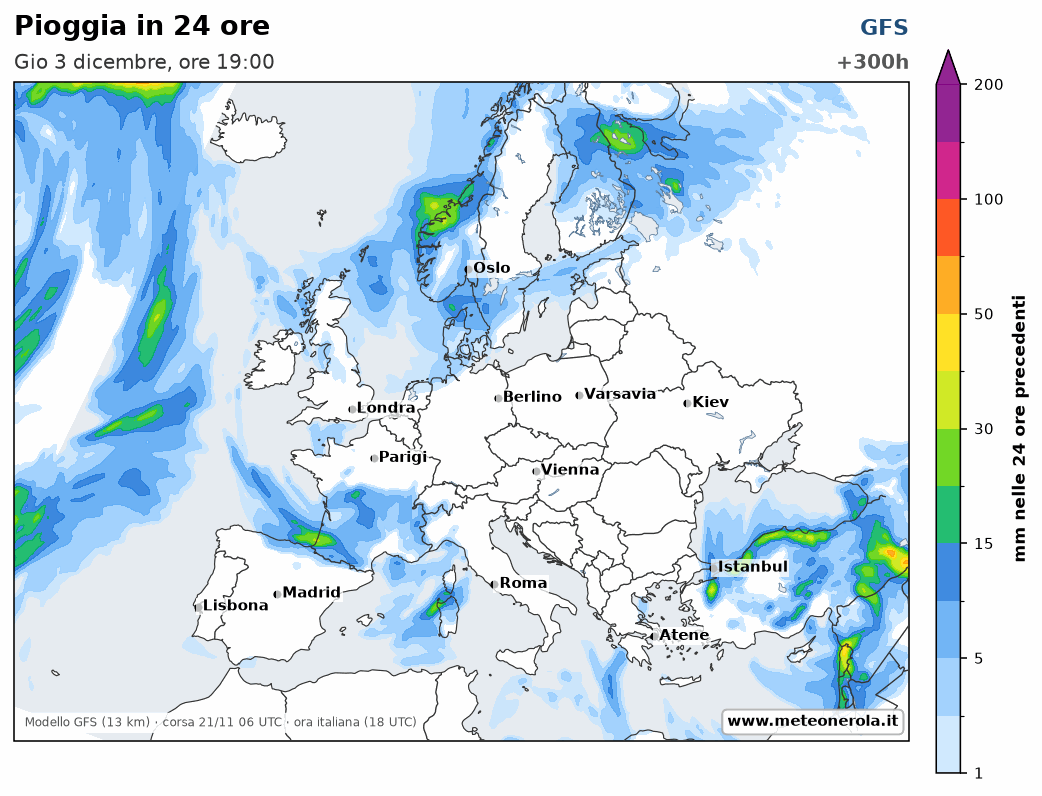 Pioggia in 24 ore
GFS
Gio 3 dicembre, ore 19:00
+300h
200
100
50
30
15
5
1
mm nelle 24 ore precedenti
Oslo
Berlino
Varsavia
Kiev
Londra
Parigi
Vienna
Istanbul
Roma
Madrid
Lisbona
Atene
Modello GFS (13 km) · corsa 21/11 06 UTC · ora italiana (18 UTC)
www.meteonerola.it